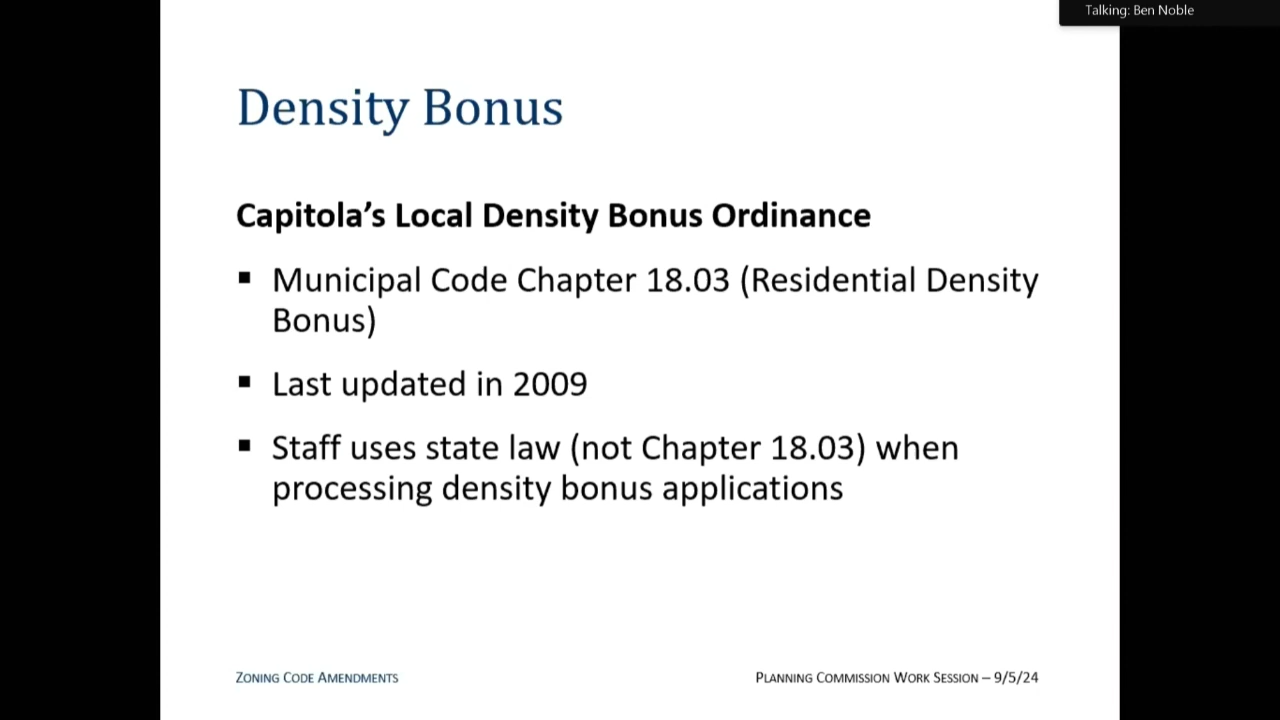 Talking: Ben Noble
Density Bonus
Capitola’s Local Density Bonus Ordinance
▪ Municipal Code Chapter 18.03 (Residential Density
Bonus)
▪ Last updated in 2009
▪ Staff uses state law (not Chapter 18.03) when
processing density bonus applications
ZONING CODE AMENDMENTS
PLANNING COMMISSION WORK SESSION – 9/5/24